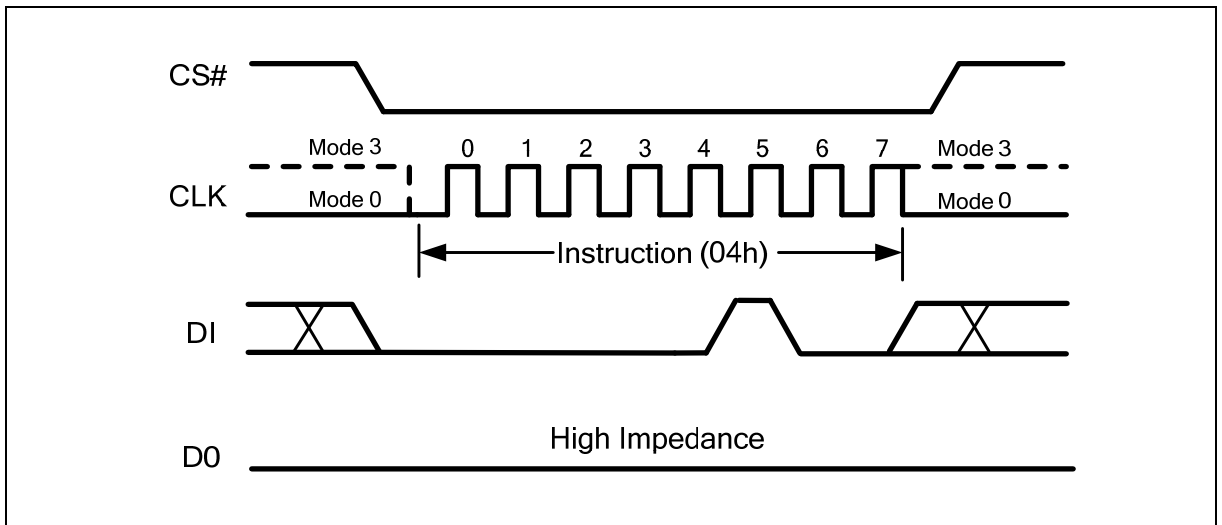 CS#
Mode 3 0 1 2 3 4 5 6 7 Mode 3
CLK
Mode 0 Mode 0
Instruction (04h)
DI
High Impedance
D0